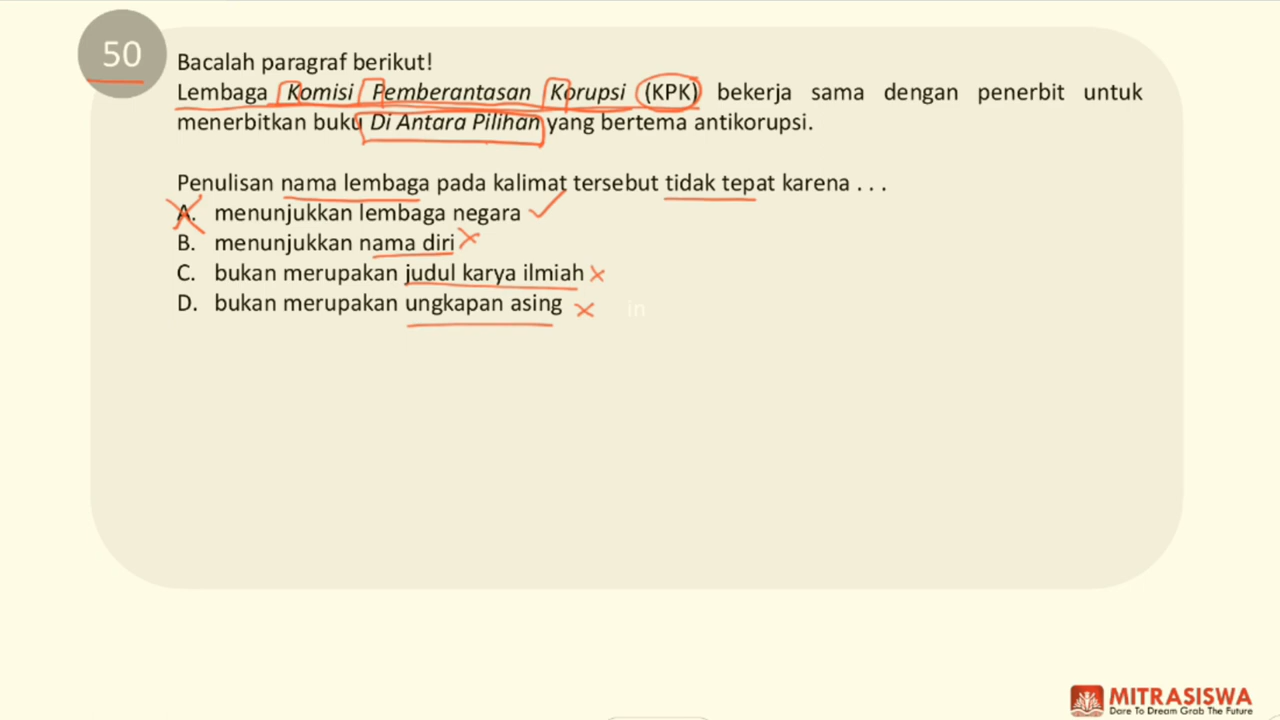 50
Bacalah paragraf berikut!
Lembaga Komisi Pemberantasan Korupsi (KPK) bekerja sama dengan penerbit untuk
menerbitkan buku Di Antara Pilihan yang bertema antikorupsi.
Penulisan nama lembaga pada kalimat tersebut tidak tepat karena . . .
A. menunjukkan lembaga negara
B. menunjukkan nama diri
C. bukan merupakan judul karya ilmiah
D. bukan merupakan ungkapan asing
in
MITRASISWA
Dare To Dream Grab The Future